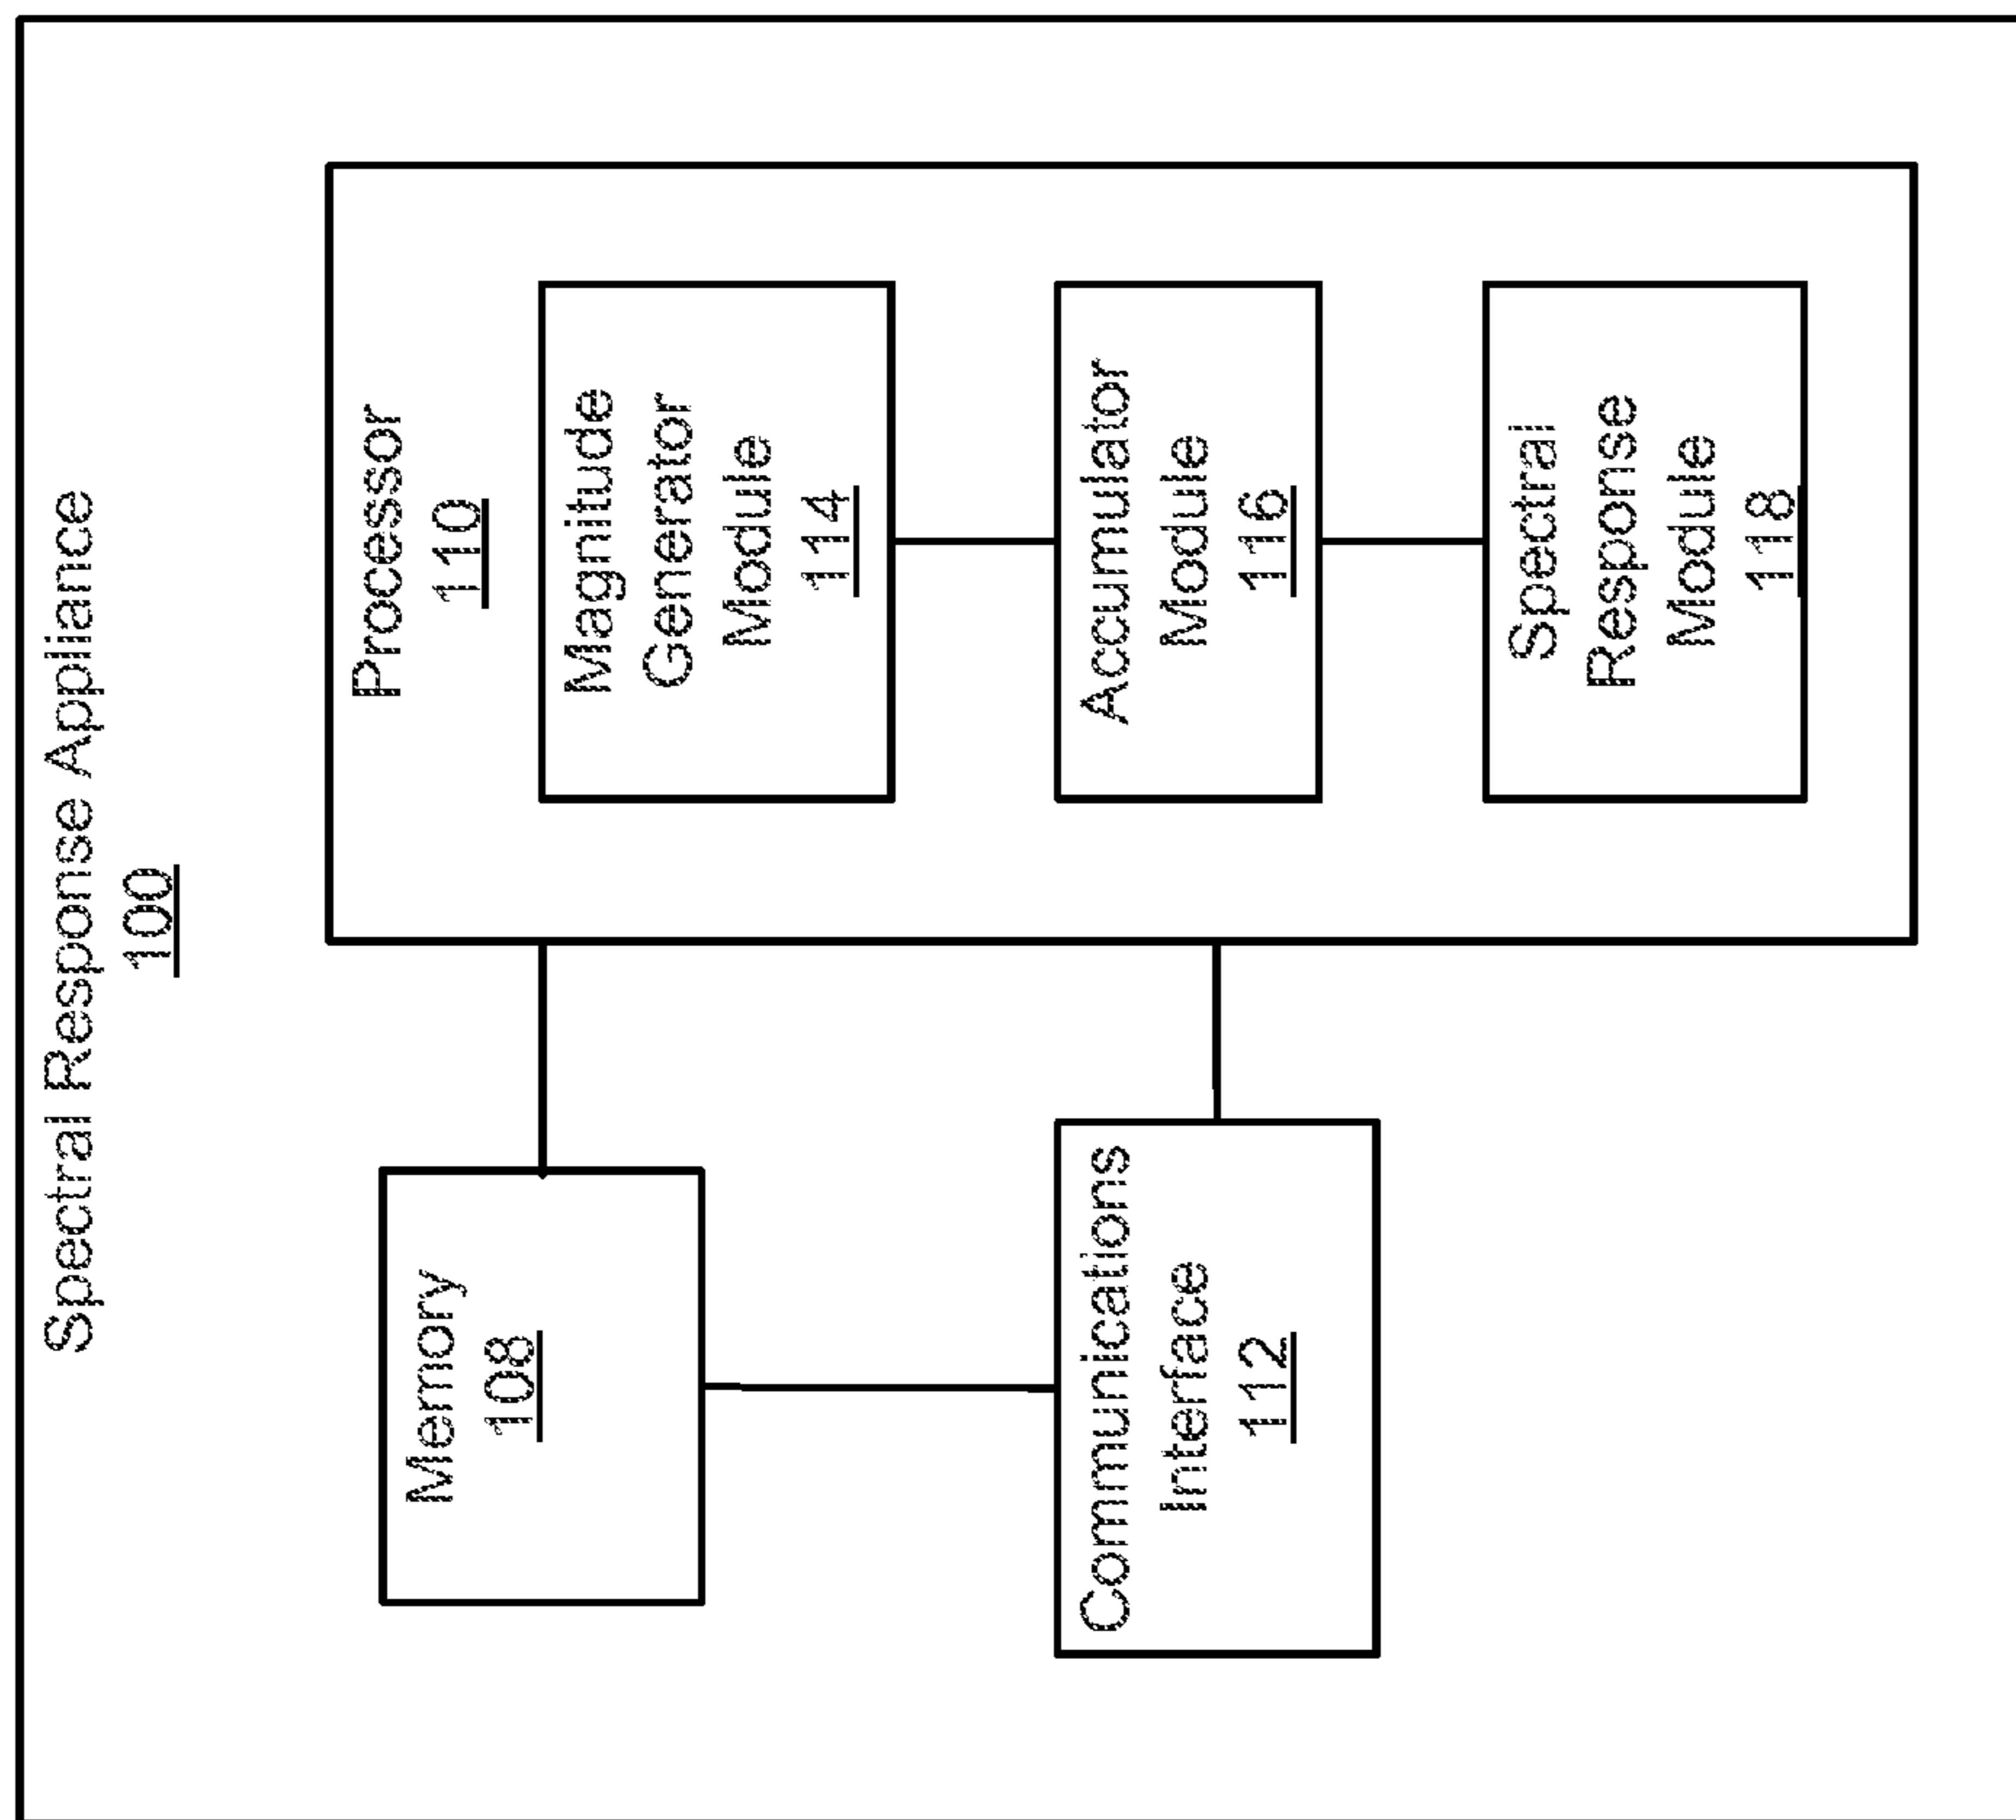 Spectral Response Appliance
100
Memory
108
Communications
Interface
112
Processor
110
Magnitude
Generator
Module
114
Accumulator
Module
116
Spectral
Response
Module
118